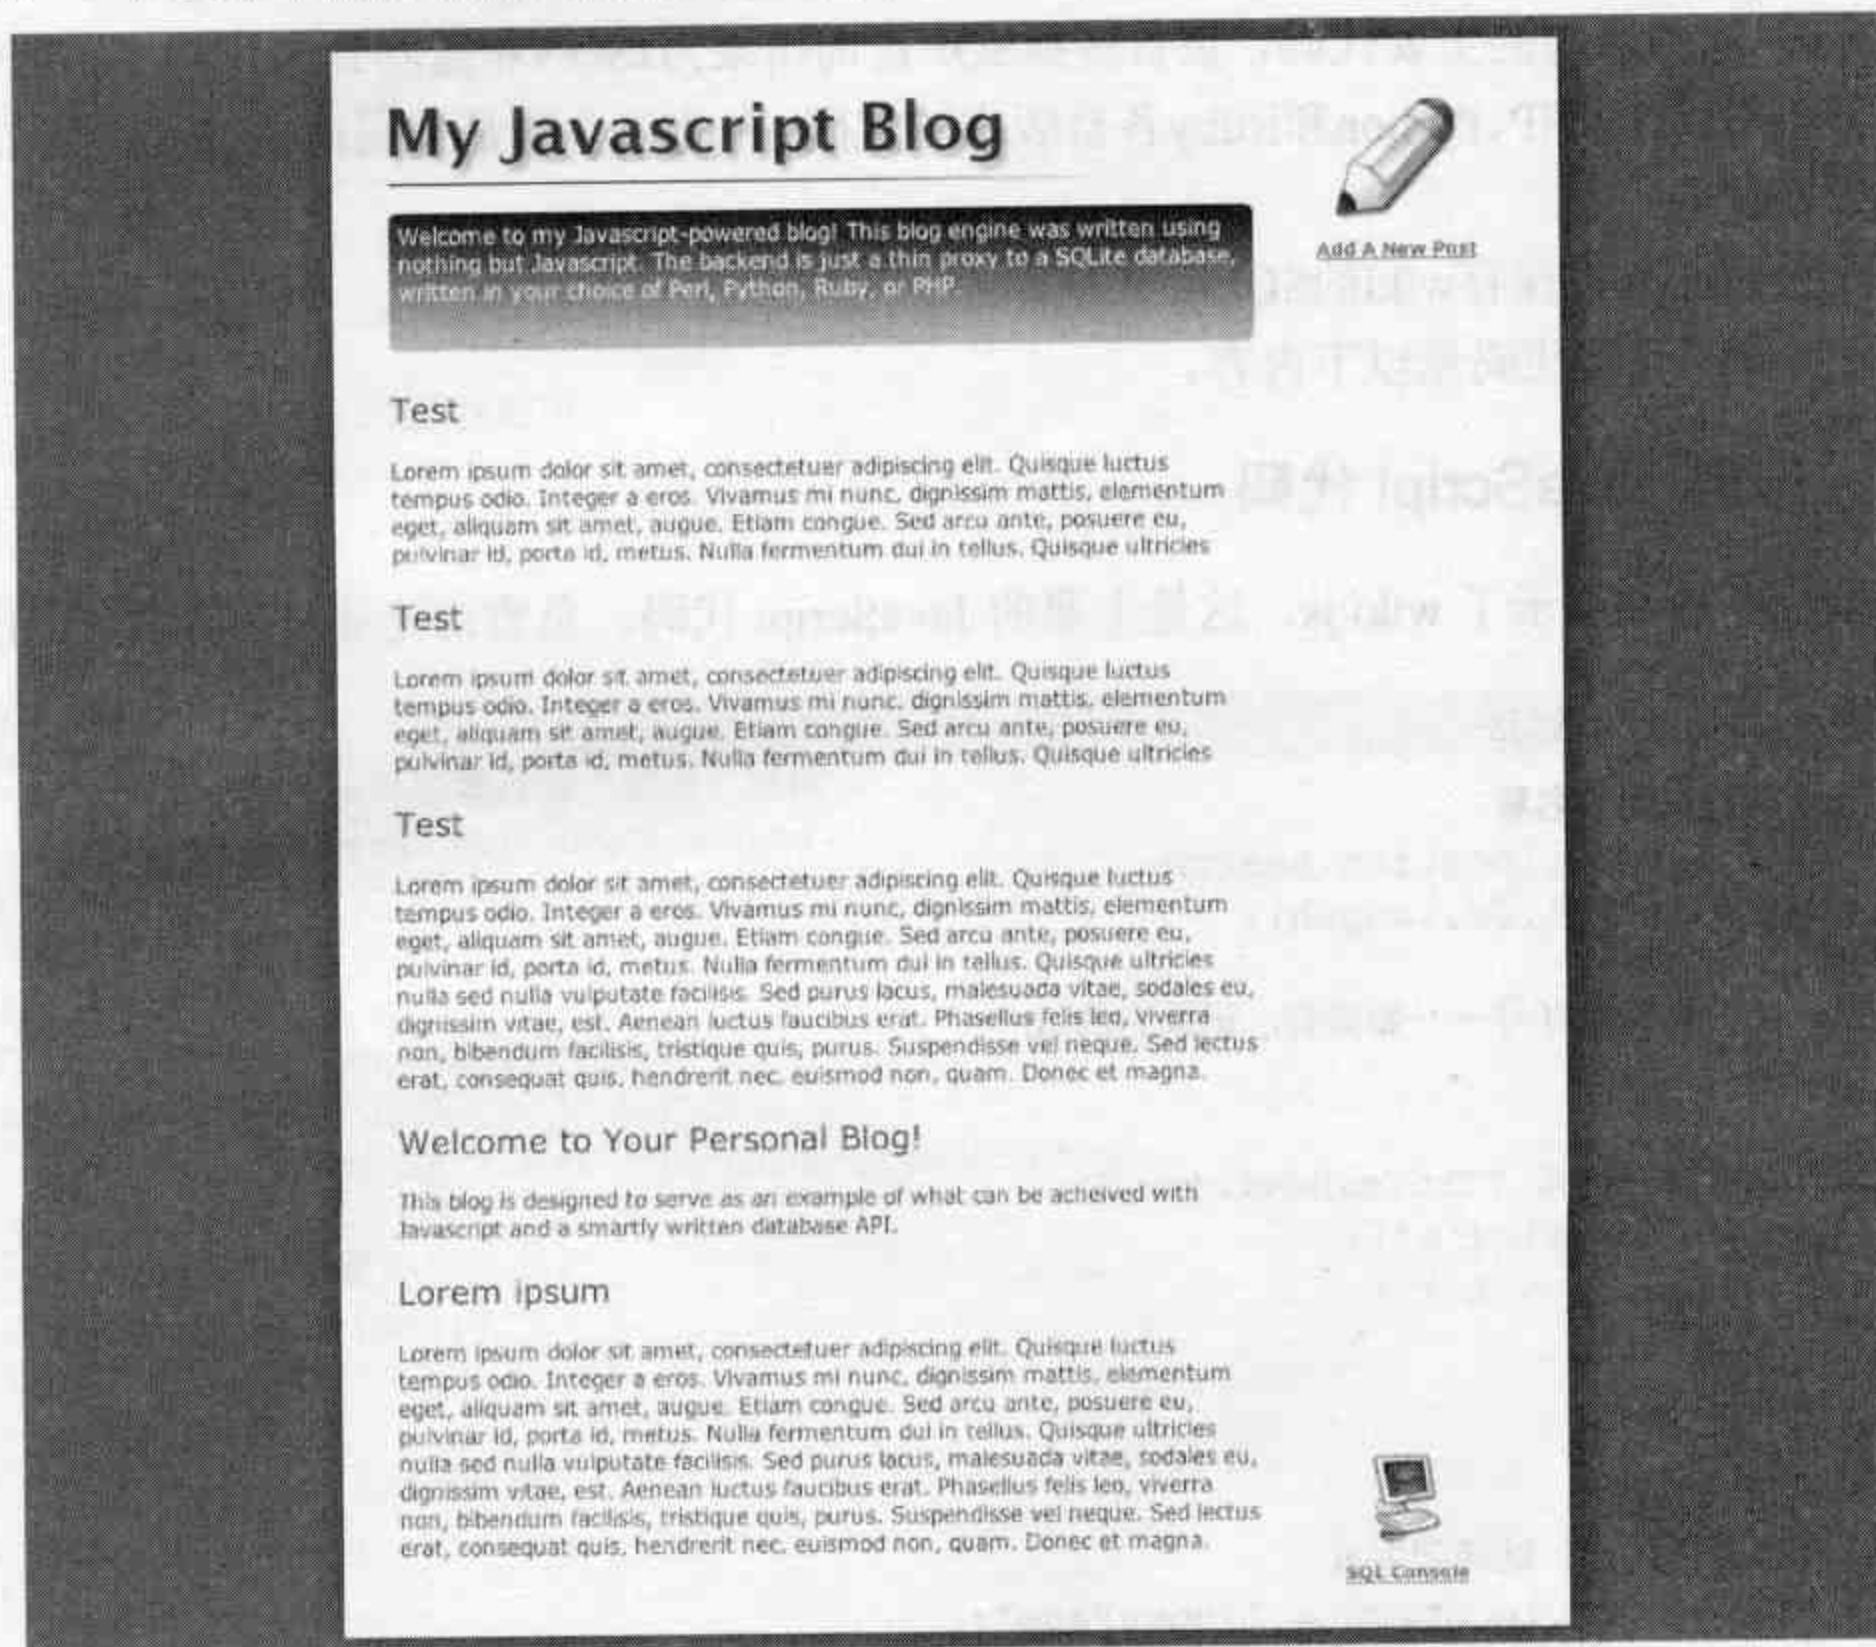 My Javascript Blog
Add A New Post
Welcome to my Javascript-powered blog! This blog engine was written using
nothing but Javascript. The backend is just a thin proxy to a SQLite database,
written in your choice of Perl, Python, Ruby, or PHP.
Test
Lorem ipsum dolor sit amet, consectetuer adipiscing elit. Quisque luctus
tempus odio. Integer a eros. Vivamus mi nunc, dignissim mattis, elementum
eget, aliquam sit amet, augue. Etiam congue. Sed arcu ante, posuere eu,
pulvinar id, porta id, metus. Nulla fermentum dui in tellus. Quisque ultricies
Test
Lorem ipsum dolor sit amet, consectetuer adipiscing elit. Quisque luctus
tempus odio. Integer a eros. Vivamus mi nunc, dignissim mattis, elementum
eget, aliquam sit amet, augue. Etiam congue. Sed arcu ante, posuere eu,
pulvinar id, porta id, metus. Nulla fermentum dui in tellus. Quisque ultricies
Test
Lorem ipsum dolor sit amet, consectetuer adipiscing elit. Quisque luctus
tempus odio. Integer a eros. Vivamus mi nunc, dignissim mattis, elementum
eget, aliquam sit amet, augue. Etiam congue. Sed arcu ante, posuere eu,
pulvinar id, porta id, metus. Nulla fermentum dui in tellus. Quisque ultricies
nulla sed nulla vulputate facilisis. Sed purus lacus, malesuada vitae, sodales eu,
dignissim vitae, est. Aenean luctus faucibus erat. Phasellus felis leo, viverra
non, bibendum facilisis, tristique quis, purus. Suspendisse vel neque. Sed lectus
erat, consequat quis, hendrerit nec, euismod non, quam. Donec et magna.
Welcome to Your Personal Blog!
This blog is designed to serve as an example of what can be acheived with
Javascript and a smartly written database API.
Lorem ipsum
Lorem ipsum dolor sit amet, consectetuer adipiscing elit. Quisque luctus
tempus odio. Integer a eros. Vivamus mi nunc, dignissim mattis, elementum
eget, aliquam sit amet, augue. Etiam congue. Sed arcu ante, posuere eu,
pulvinar id, porta id, metus. Nulla fermentum dui in tellus. Quisque ultricies
nulla sed nulla vulputate facilisis. Sed purus lacus, malesuada vitae, sodales eu,
dignissim vitae, est. Aenean luctus faucibus erat. Phasellus felis leo, viverra
non, bibendum facilisis, tristique quis, purus. Suspendisse vel neque. Sed lectus
erat, consequat quis, hendrerit nec, euismod non, quam. Donec et magna.
SQL Console